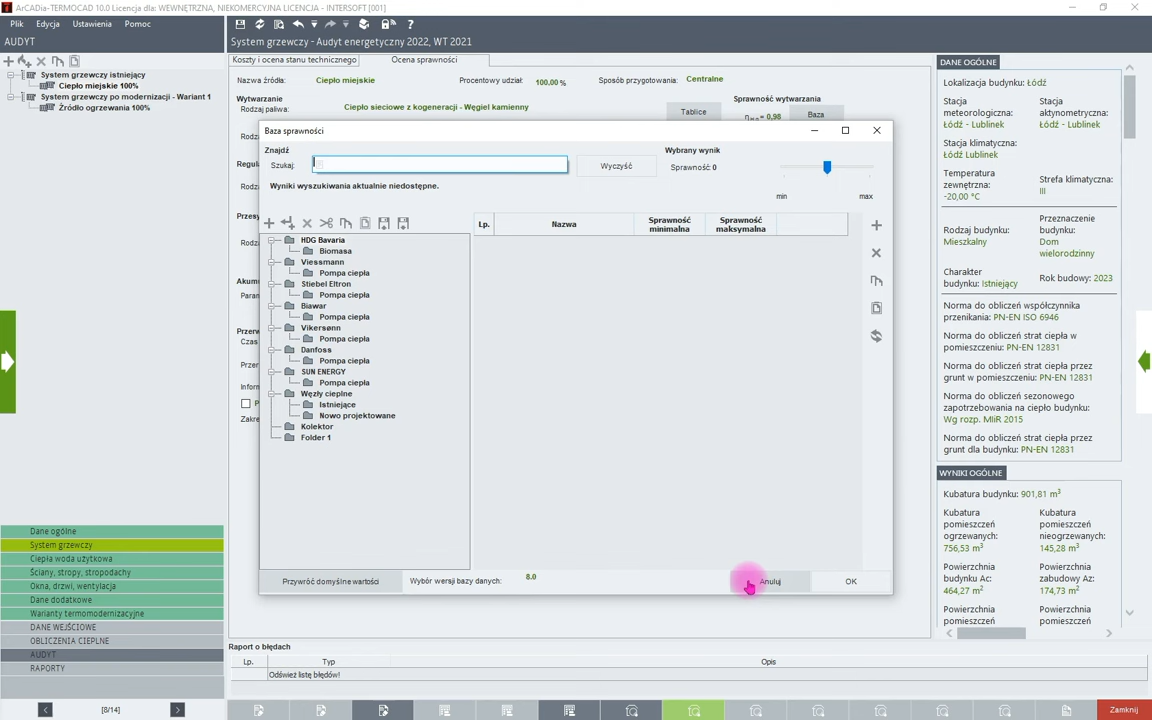 ArCADia-TERMOCAD 10.0 Licencja dla: WEWNĘTRZNA, NIEKOMERCYJNA LICENCJA - INTERSOFT [001]
Plik Edycja Ustawienia Pomoc
AUDYT
System grzewczy - Audyt energetyczny 2022, WT 2021
System grzewczy istniejący
Ciepło miejskie 100%
System grzewczy po modernizacji - Wariant 1
Źródło ogrzewania 100%
Koszty i ocena stanu technicznego Ocena sprawności
Nazwa źródła: Ciepło miejskie Procentowy udział: 100.00 % Sposób przygotowania: Centralne
Wytwarzanie
Rodzaj paliwa: Ciepło sieciowe z kogeneracji - Węgiel kamienny Tablice Sprawność wytwarzania
= 0,98 Baza
Baza sprawności
Znajdź
Szukaj: Wyczyść
Wyniki wyszukiwania aktualnie niedostępne.
Wybrany wynik
Sprawność: 0
min max
HDG Bavaria
Biomasa
Viessmann
Pompa ciepła
Stiebel Eltron
Pompa ciepła
Biawar
Pompa ciepła
Vikersønn
Pompa ciepła
Danfoss
Pompa ciepła
SUN ENERGY
Pompa ciepła
Węzły cieplne
Istniejące
Nowo projektowane
Kolektor
Folder 1
Lp. Nazwa Sprawność minimalna Sprawność maksymalna
Przywróć domyślne wartości Wybór wersji bazy danych: 8.0 Anuluj OK
DANE OGÓLNE
Lokalizacja budynku: Łódź
Stacja meteorologiczna: Łódź - Lublinek
Stacja aktynometryczna: Łódź - Lublinek
Stacja klimatyczna: Łódź Lublinek
Temperatura zewnętrzna: -20,00 °C
Strefa klimatyczna: III
Rodzaj budynku: Mieszkalny
Przeznaczenie budynku: Dom wielorodzinny
Charakter budynku: Istniejący
Rok budowy: 2023
Norma do obliczeń współczynnika przenikania: PN-EN ISO 6946
Norma do obliczeń strat ciepła w pomieszczeniu: PN-EN 12831
Norma do obliczeń strat ciepła przez grunt w pomieszczeniu: PN-EN 12831
Norma do obliczeń sezonowego zapotrzebowania na ciepło budynku: Wg rozp. MIiR 2015
Norma do obliczeń strat ciepła przez grunt dla budynku: PN-EN 12831
WYNIKI OGÓLNE
Kubatura budynku: 901,81 m³
Kubatura pomieszczeń ogrzewanych: 756,53 m³
Kubatura pomieszczeń nieogrzewanych: 145,28 m³
Powierzchnia budynku Ac: 464,27 m²
Powierzchnia zabudowy Az: 174,73 m²
Powierzchnia pomieszczeń
Powierzchnia pomieszczeń
Dane ogólne
System grzewczy
Ciepła woda użytkowa
Ściany, stropy, stropodachy
Okna, drzwi, wentylacja
Dane dodatkowe
Warianty termomodernizacyjne
DANE WEJŚCIOWE
OBLICZENIA CIEPLNE
AUDYT
RAPORTY
[8/14]
Raport o błędach
Lp. Typ Opis
Odśwież listę błędów!
Zamknij